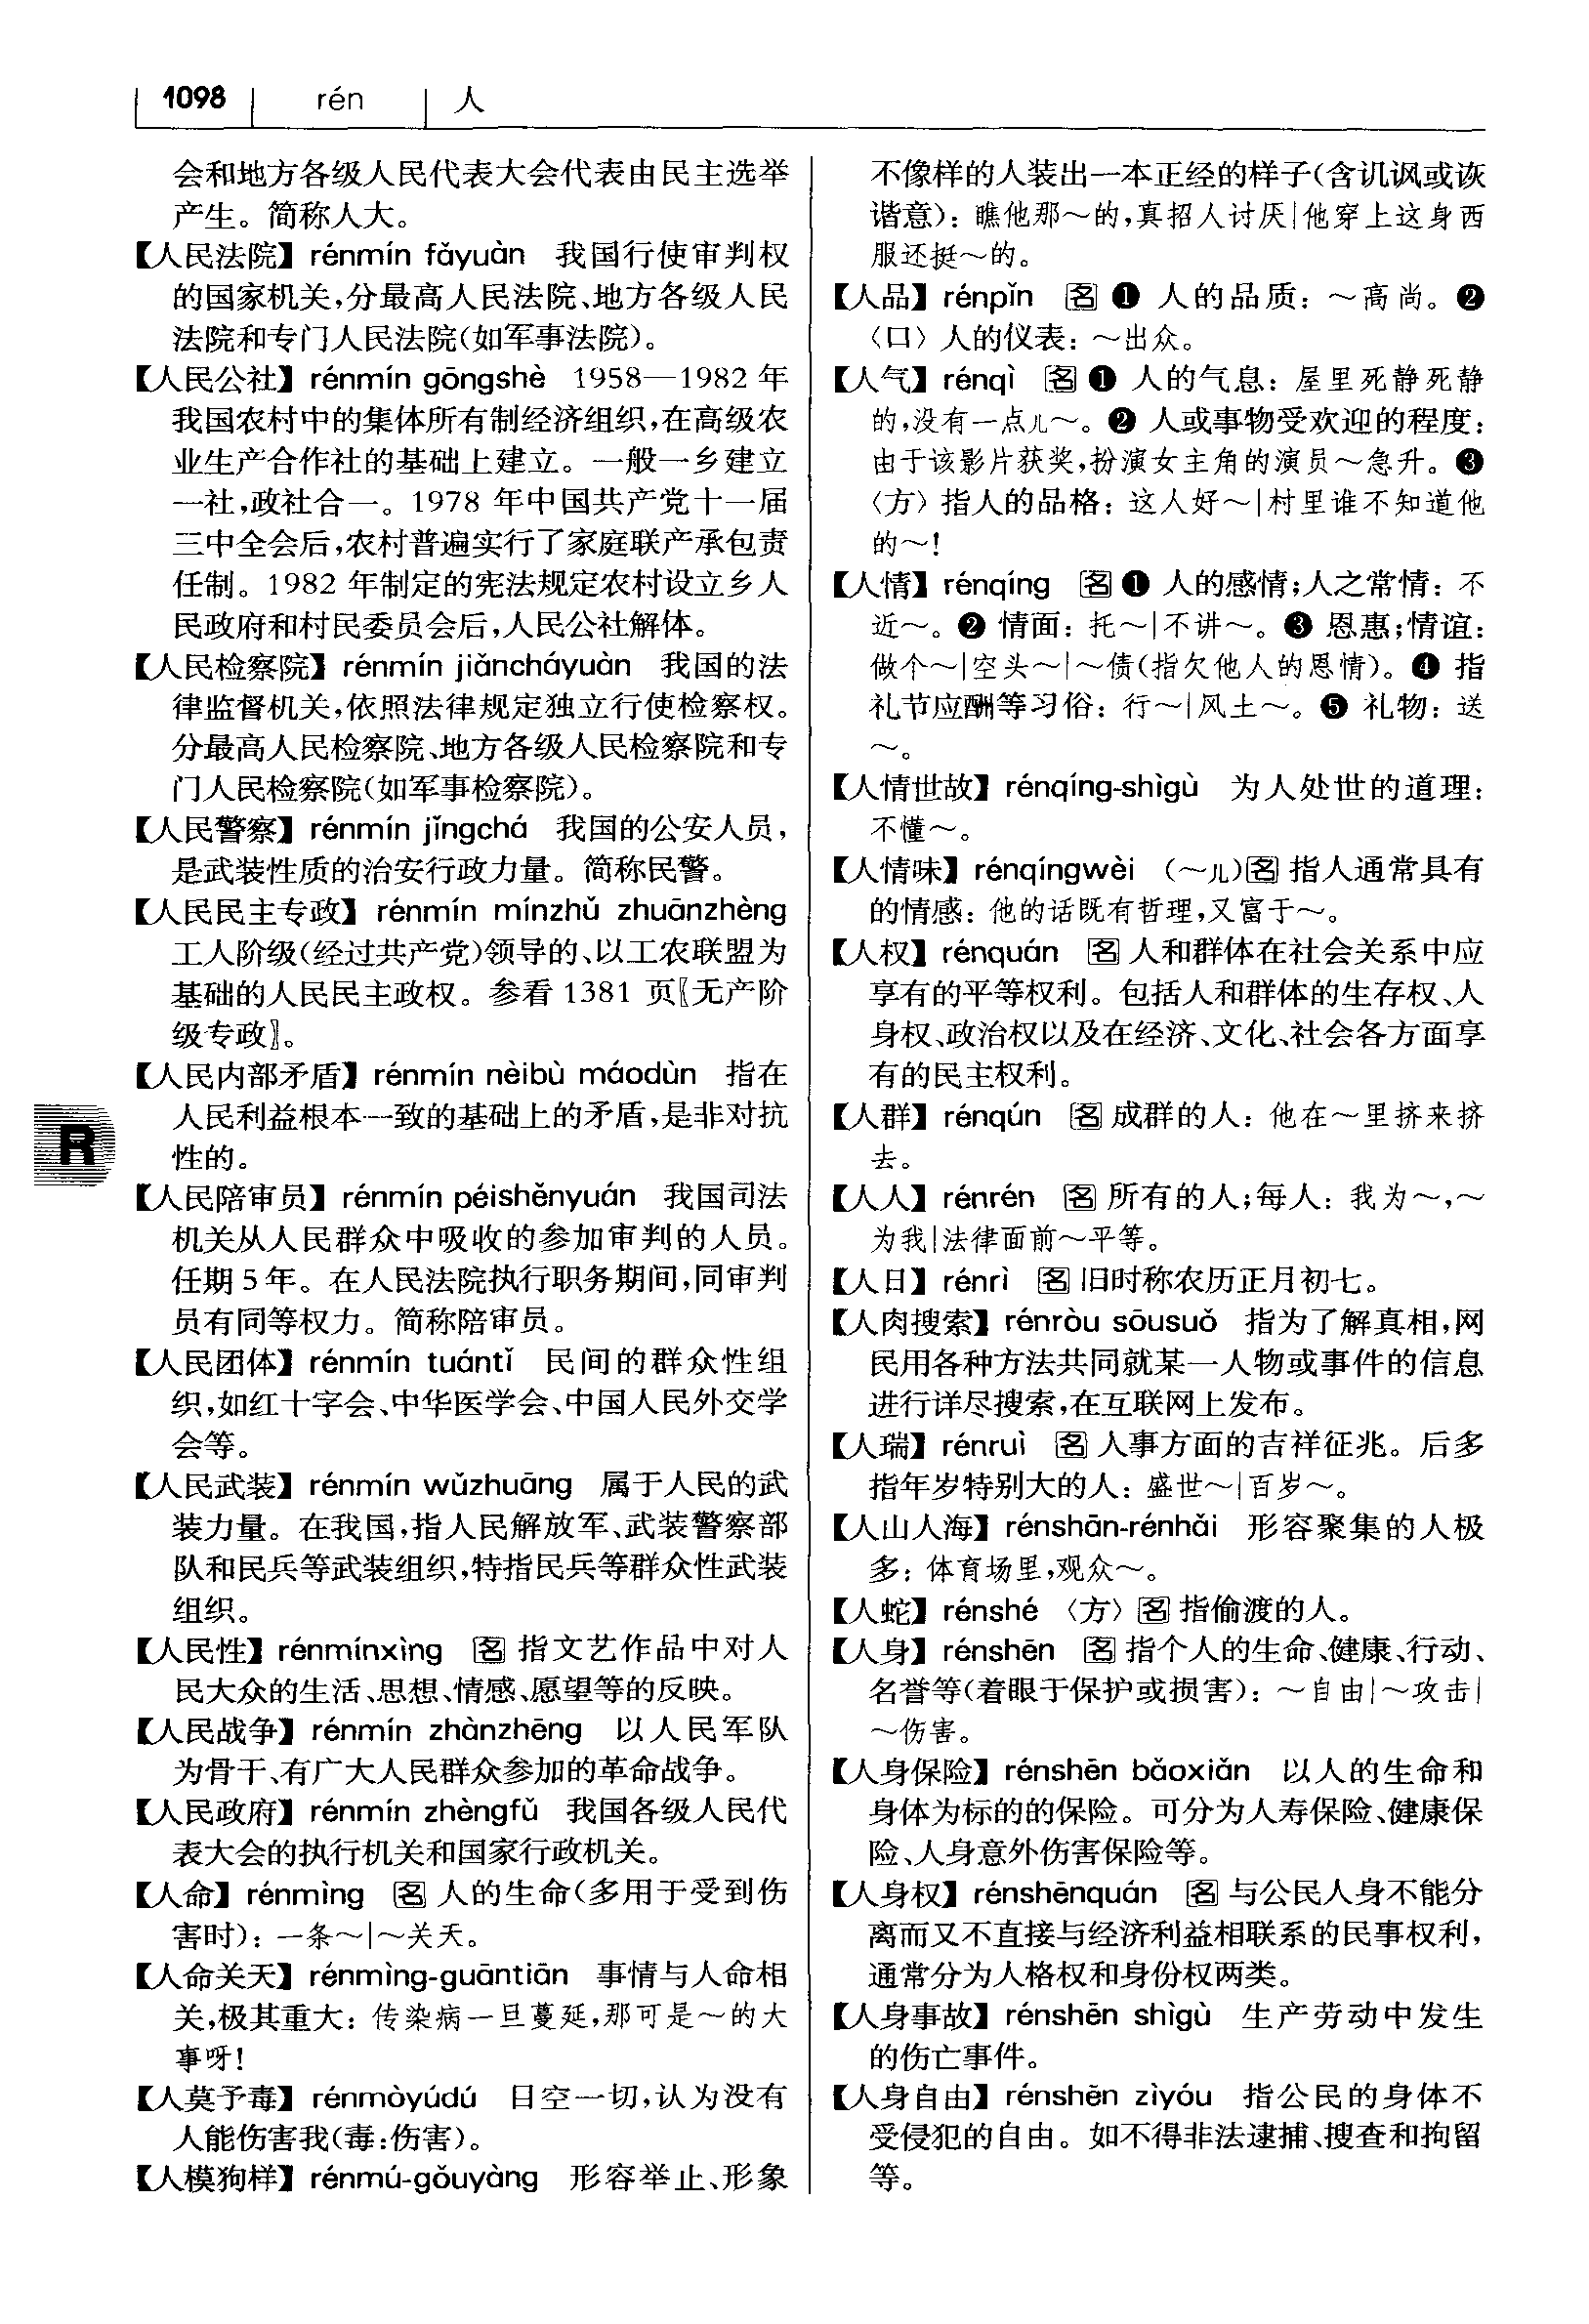 1098 rén 人
会和地方各级人民代表大会代表由民主选举
产生。简称人大。
【人民法院】rénmín fǎyuàn 我国行使审判权
的国家机关,分最高人民法院、地方各级人民
法院和专门人民法院(如军事法院)。
【人民公社】rénmín gōngshè 1958—1982年
我国农村中的集体所有制经济组织,在高级农
业生产合作社的基础上建立。一般一乡建立
一社,政社合一。1978年中国共产党十一届
三中全会后,农村普遍实行了家庭联产承包责
任制。1982年制定的宪法规定农村设立乡人
民政府和村民委员会后,人民公社解体。
【人民检察院】rénmín jiǎncháyuàn 我国的法
律监督机关,依照法律规定独立行使检察权。
分最高人民检察院、地方各级人民检察院和专
门人民检察院(如军事检察院)。
【人民警察】rénmín jǐngchá 我国的公安人员,
是武装性质的治安行政力量。简称民警。
【人民民主专政】rénmín mínzhǔ zhuānzhèng
工人阶级(经过共产党)领导的、以工农联盟为
基础的人民民主政权。参看1381页〖无产阶
级专政〗。
【人民内部矛盾】rénmín nèibù máodùn 指在
人民利益根本一致的基础上的矛盾,是非对抗
性的。
【人民陪审员】rénmín péishěnyuán 我国司法
机关从人民群众中吸收的参加审判的人员。
任期5年。在人民法院执行职务期间,同审判
员有同等权力。简称陪审员。
【人民团体】rénmín tuántǐ 民间的群众性组
织,如红十字会、中华医学会、中国人民外交学
会等。
【人民武装】rénmín wǔzhuāng 属于人民的武
装力量。在我国,指人民解放军、武装警察部
队和民兵等武装组织,特指民兵等群众性武装
组织。
【人民性】rénmínxìng 名 指文艺作品中对人
民大众的生活、思想、情感、愿望等的反映。
【人民战争】rénmín zhànzhēng 以人民军队
为骨干、有广大人民群众参加的革命战争。
【人民政府】rénmín zhèngfǔ 我国各级人民代
表大会的执行机关和国家行政机关。
【人命】rénmìng 名 人的生命(多用于受到伤
害时):一条～|～关天。
【人命关天】rénmìng-guāntiān 事情与人命相
关,极其重大:传染病一旦蔓延,那可是～的大
事呀!
【人莫予毒】rénmòyúdú 目空一切,认为没有
人能伤害我(毒:伤害)。
【人模狗样】rénmú-gǒuyàng 形容举止、形象
不像样的人装出一本正经的样子(含讥讽或诙
谐意):瞧他那～的,真招人讨厌|他穿上这身西
服还挺～的。
【人品】rénpǐn 名 ❶ 人的品质:～高尚。❷
〈口〉人的仪表:～出众。
【人气】rénqì 名 ❶ 人的气息:屋里死静死静
的,没有一点儿～。❷ 人或事物受欢迎的程度:
由于该影片获奖,扮演女主角的演员～急升。❸
〈方〉指人的品格:这人好～|村里谁不知道他
的～!
【人情】rénqíng 名 ❶ 人的感情;人之常情:不
近～。❷ 情面:托～|不讲～。❸ 恩惠;情谊:
做个～|空头～|～债(指欠他人的恩情)。❹ 指
礼节应酬等习俗:行～|风土～。❺ 礼物:送
～。
【人情世故】rénqíng-shìgù 为人处世的道理:
不懂～。
【人情味】rénqíngwèi (～儿)名 指人通常具有
的情感:他的话既有哲理,又富于～。
【人权】rénquán 名 人和群体在社会关系中应
享有的平等权利。包括人和群体的生存权、人
身权、政治权以及在经济、文化、社会各方面享
有的民主权利。
【人群】rénqún 名 成群的人:他在～里挤来挤
去。
【人人】rénrén 名 所有的人;每人:我为～,～
为我|法律面前～平等。
【人日】rénrì 名 旧时称农历正月初七。
【人肉搜索】rénròu sōusuǒ 指为了解真相,网
民用各种方法共同就某一人物或事件的信息
进行详尽搜索,在互联网上发布。
【人瑞】rénruì 名 人事方面的吉祥征兆。后多
指年岁特别大的人:盛世～|百岁～。
【人山人海】rénshān-rénhǎi 形容聚集的人极
多:体育场里,观众～。
【人蛇】rénshé 〈方〉名 指偷渡的人。
【人身】rénshēn 名 指个人的生命、健康、行动、
名誉等(着眼于保护或损害):～自由|～攻击|
～伤害。
【人身保险】rénshēn bǎoxiǎn 以人的生命和
身体为标的的保险。可分为人寿保险、健康保
险、人身意外伤害保险等。
【人身权】rénshēnquán 名 与公民人身不能分
离而又不直接与经济利益相联系的民事权利,
通常分为人格权和身份权两类。
【人身事故】rénshēn shìgù 生产劳动中发生
的伤亡事件。
【人身自由】rénshēn zìyóu 指公民的身体不
受侵犯的自由。如不得非法逮捕、搜查和拘留
等。
R